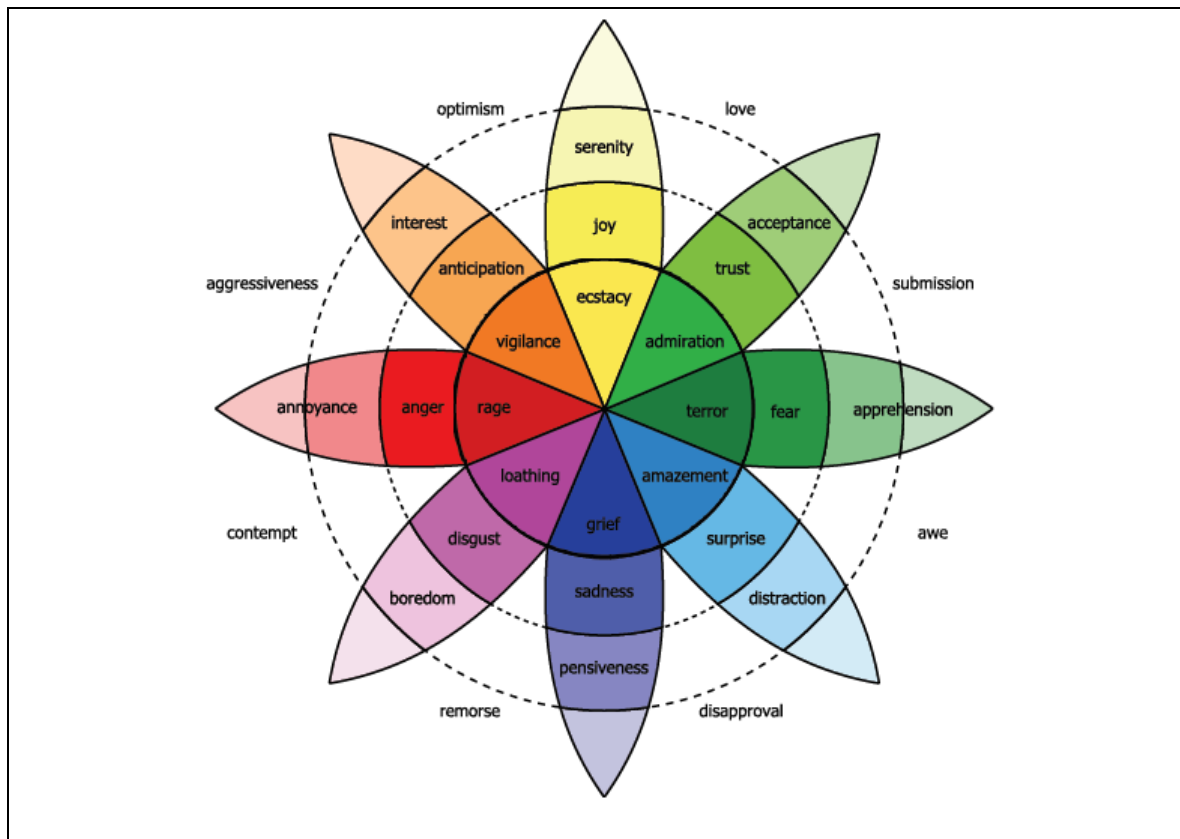 optimism
love
serenity
interest
joy
acceptance
anticipation
trust
aggressiveness
submission
ecstacy
vigilance
admiration
annoyance
anger
rage
terror
fear
apprehension
loathing
amazement
contempt
grief
awe
disgust
surprise
sadness
boredom
distraction
pensiveness
remorse
disapproval